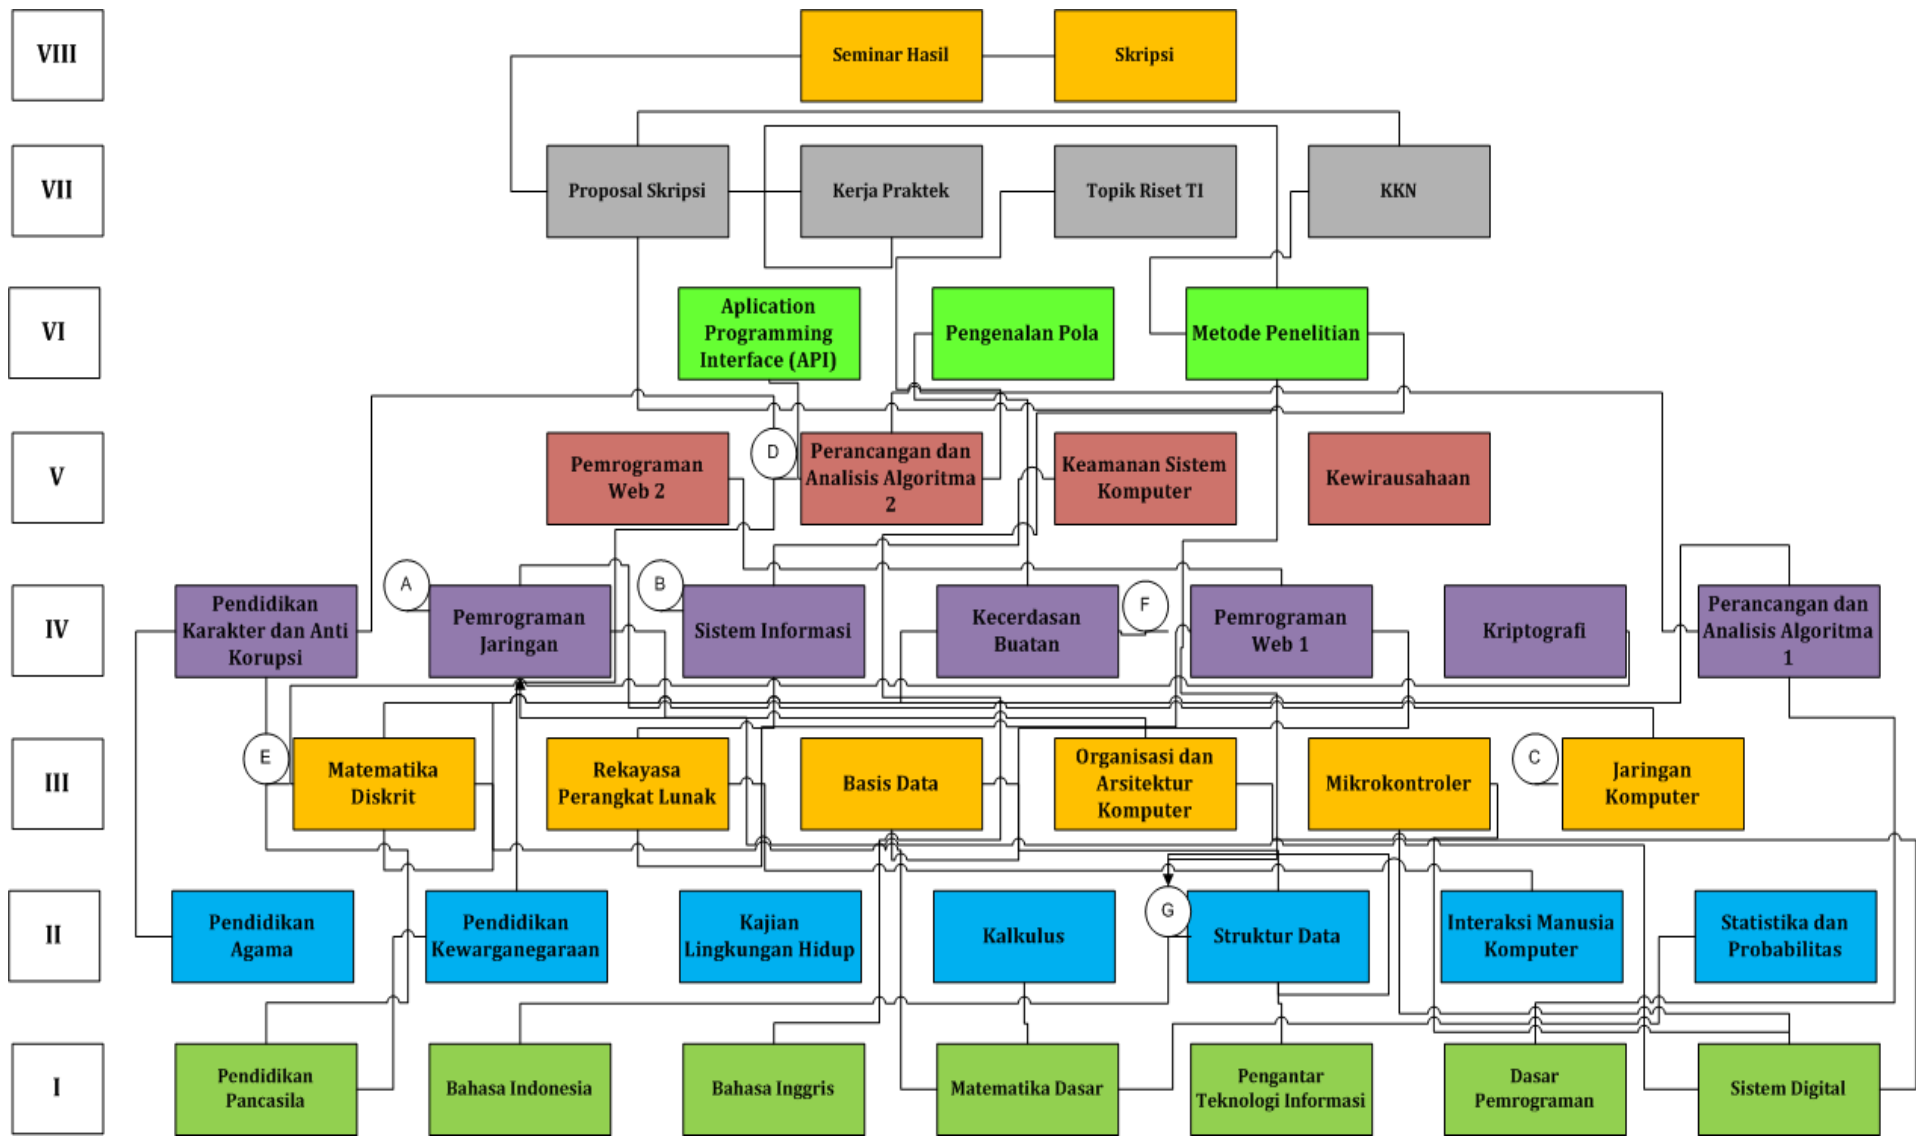 VIII
Seminar Hasil
Skripsi
VII
Proposal Skripsi
Kerja Praktek
Topik Riset TI
KKN
VI
Aplication
Programming
Interface (API)
Pengenalan Pola
Metode Penelitian
V
Pemrograman
Web 2
D
Perancangan dan
Analisis Algoritma
2
Keamanan Sistem
Komputer
Kewirausahaan
IV
Pendidikan
Karakter dan Anti
Korupsi
A
Pemrograman
Jaringan
B
Sistem Informasi
Kecerdasan
Buatan
F
Pemrograman
Web 1
Kriptografi
Perancangan dan
Analisis Algoritma
1
III
E
Matematika
Diskrit
Rekayasa
Perangkat Lunak
Basis Data
Organisasi dan
Arsitektur
Komputer
Mikrokontroler
C
Jaringan
Komputer
II
Pendidikan
Agama
Pendidikan
Kewarganegaraan
Kajian
Lingkungan Hidup
Kalkulus
G
Struktur Data
Interaksi Manusia
Komputer
Statistika dan
Probabilitas
I
Pendidikan
Pancasila
Bahasa Indonesia
Bahasa Inggris
Matematika Dasar
Pengantar
Teknologi Informasi
Dasar
Pemrograman
Sistem Digital